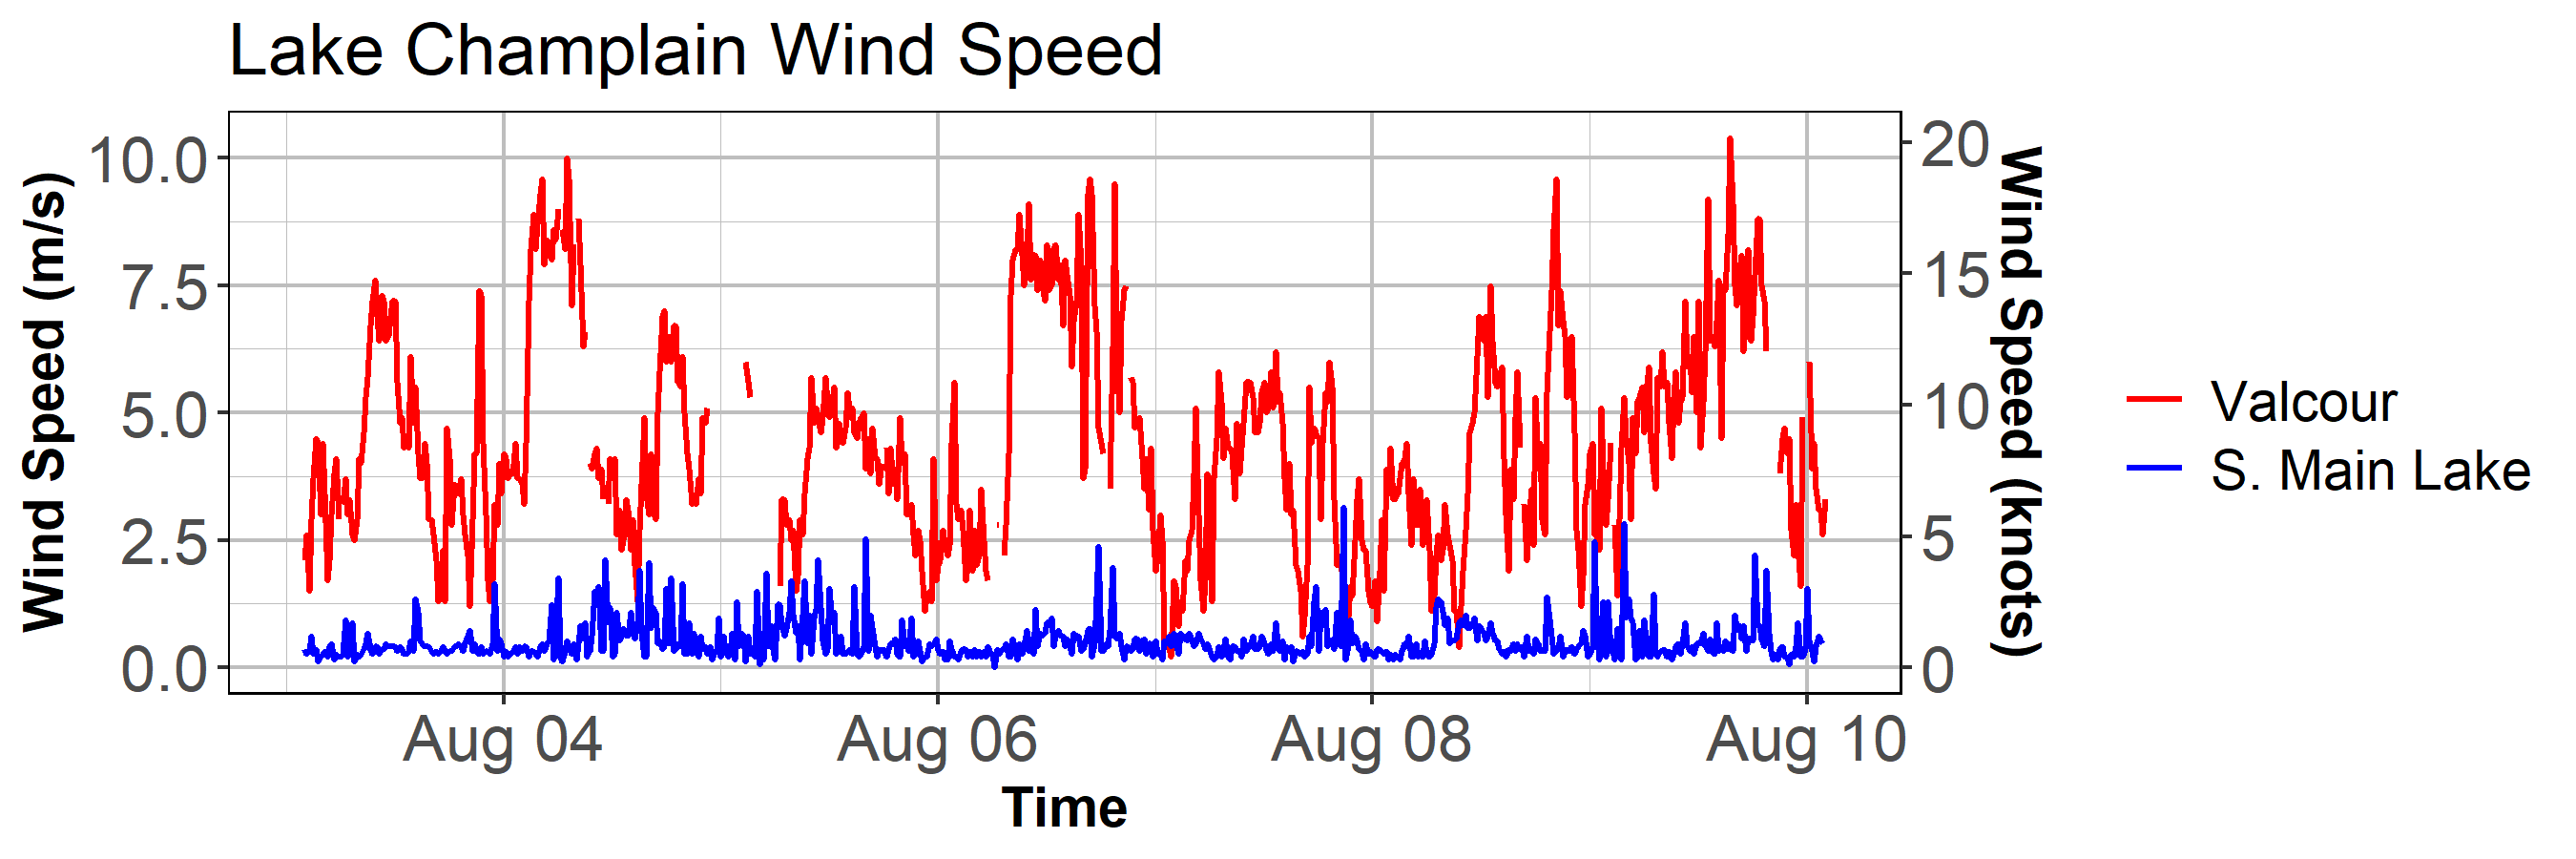 Lake Champlain Wind Speed
Wind Speed (m/s)
10.0
7.5
5.0
2.5
0.0
20
15
10
5
0
Wind Speed (knots)
Aug 04
Aug 06
Aug 08
Aug 10
Time
Valcour
S. Main Lake